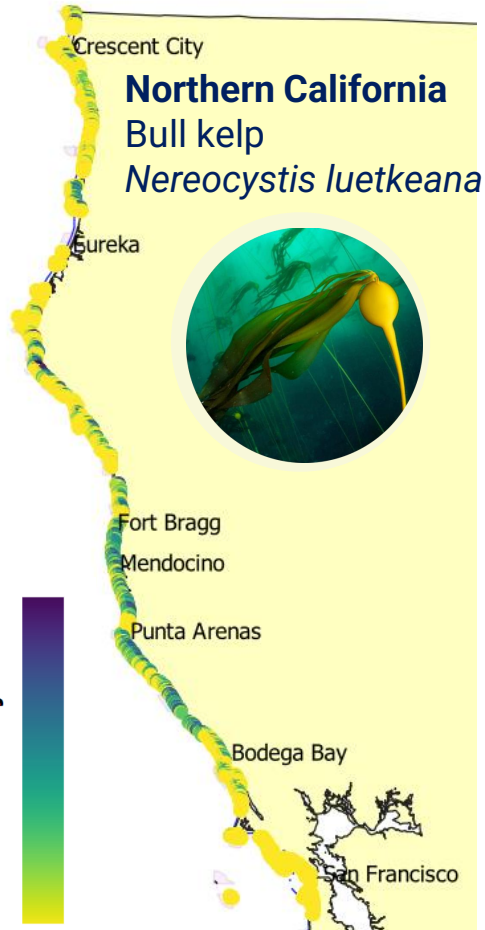 Crescent City
Northern California
Bull kelp
Nereocystis luetkeana
Eureka
Fort Bragg
Mendocino
Punta Arenas
Bodega Bay
San Francisco